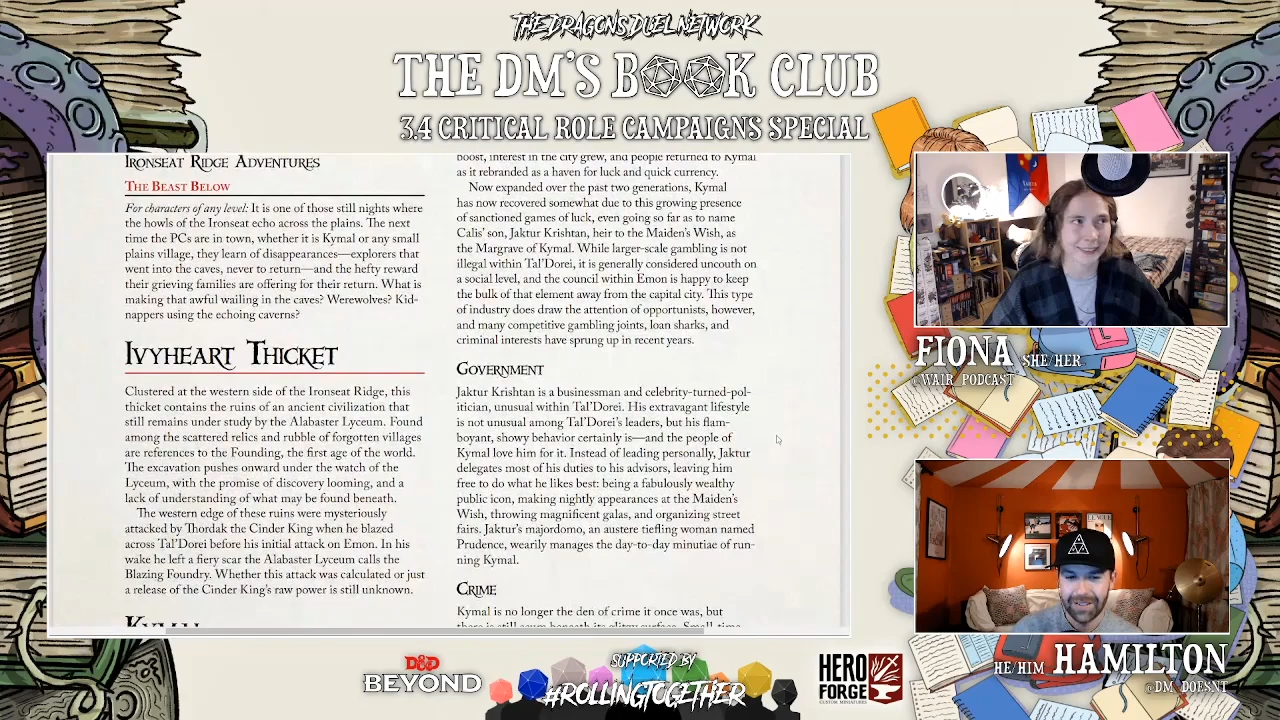 THE DRAGONS DUEL NETWORK
THE DM'S BOOK CLUB
3.4 CRITICAL ROLE CAMPAIGNS SPECIAL
IRONSEAT RIDGE ADVENTURES
THE BEAST BELOW
For characters of any level: It is one of those still nights where
the howls of the Ironseat echo across the plains. The next
time the PCs are in town, whether it is Kymal or any small
plains village, they learn of disappearances—explorers that
went into the caves, never to return—and the hefty reward
their grieving families are offering for their return. What is
making that awful wailing in the caves? Werewolves? Kid-
nappers using the echoing caverns?
IVYHEART THICKET
Clustered at the western side of the Ironseat Ridge, this
thicket contains the ruins of an ancient civilization that
still remains under study by the Alabaster Lyceum. Found
among the scattered relics and rubble of forgotten villages
are references to the Founding, the first age of the world.
The excavation pushes onward under the watch of the
Lyceum, with the promise of discovery looming, and a
lack of understanding of what may be found beneath.
The western edge of these ruins were mysteriously
attacked by Thordak the Cinder King when he blazed
across Tal'Dorei before his initial attack on Emon. In his
wake he left a fiery scar the Alabaster Lyceum calls the
Blazing Foundry. Whether this attack was calculated or just
a release of the Cinder King's raw power is still unknown.
KYMAL
boost, interest in the city grew, and people returned to Kymal
as it rebranded as a haven for luck and quick currency.
Now expanded over the past two generations, Kymal
has now recovered somewhat due to this growing presence
of sanctioned games of luck, even going so far as to name
Calis' son, Jaktur Krishtan, heir to the Maiden's Wish, as
the Margrave of Kymal. While larger-scale gambling is not
illegal within Tal'Dorei, it is generally considered uncouth on
a social level, and the council within Emon is happy to keep
the bulk of that element away from the capital city. This type
of industry does draw the attention of opportunists, however,
and many competitive gambling joints, loan sharks, and
criminal interests have sprung up in recent years.
GOVERNMENT
Jaktur Krishtan is a businessman and celebrity-turned-pol-
itician, unusual within Tal'Dorei. His extravagant lifestyle
is not unusual among Tal'Dorei's leaders, but his flam-
boyant, showy behavior certainly is—and the people of
Kymal love him for it. Instead of leading personally, Jaktur
delegates most of his duties to his advisors, leaving him
free to do what he likes best: being a fabulously wealthy
public icon, making nightly appearances at the Maiden's
Wish, throwing magnificent galas, and organizing street
fairs. Jaktur's majordomo, an austere tiefling woman named
Prudence, wearily manages the day-to-day minutiae of run-
ning Kymal.
CRIME
Kymal is no longer the den of crime it once was, but
there is still scum beneath its glitzy surface. Small-time
FIONA SHE/HER
@WAIR_PODCAST
HE/HIM HAMILTON
@DM_DOESNT
D&D
BEYOND
SUPPORTED BY
#ROLLINGTOGETHER
HERO
FORGE
CUSTOM MINIATURES